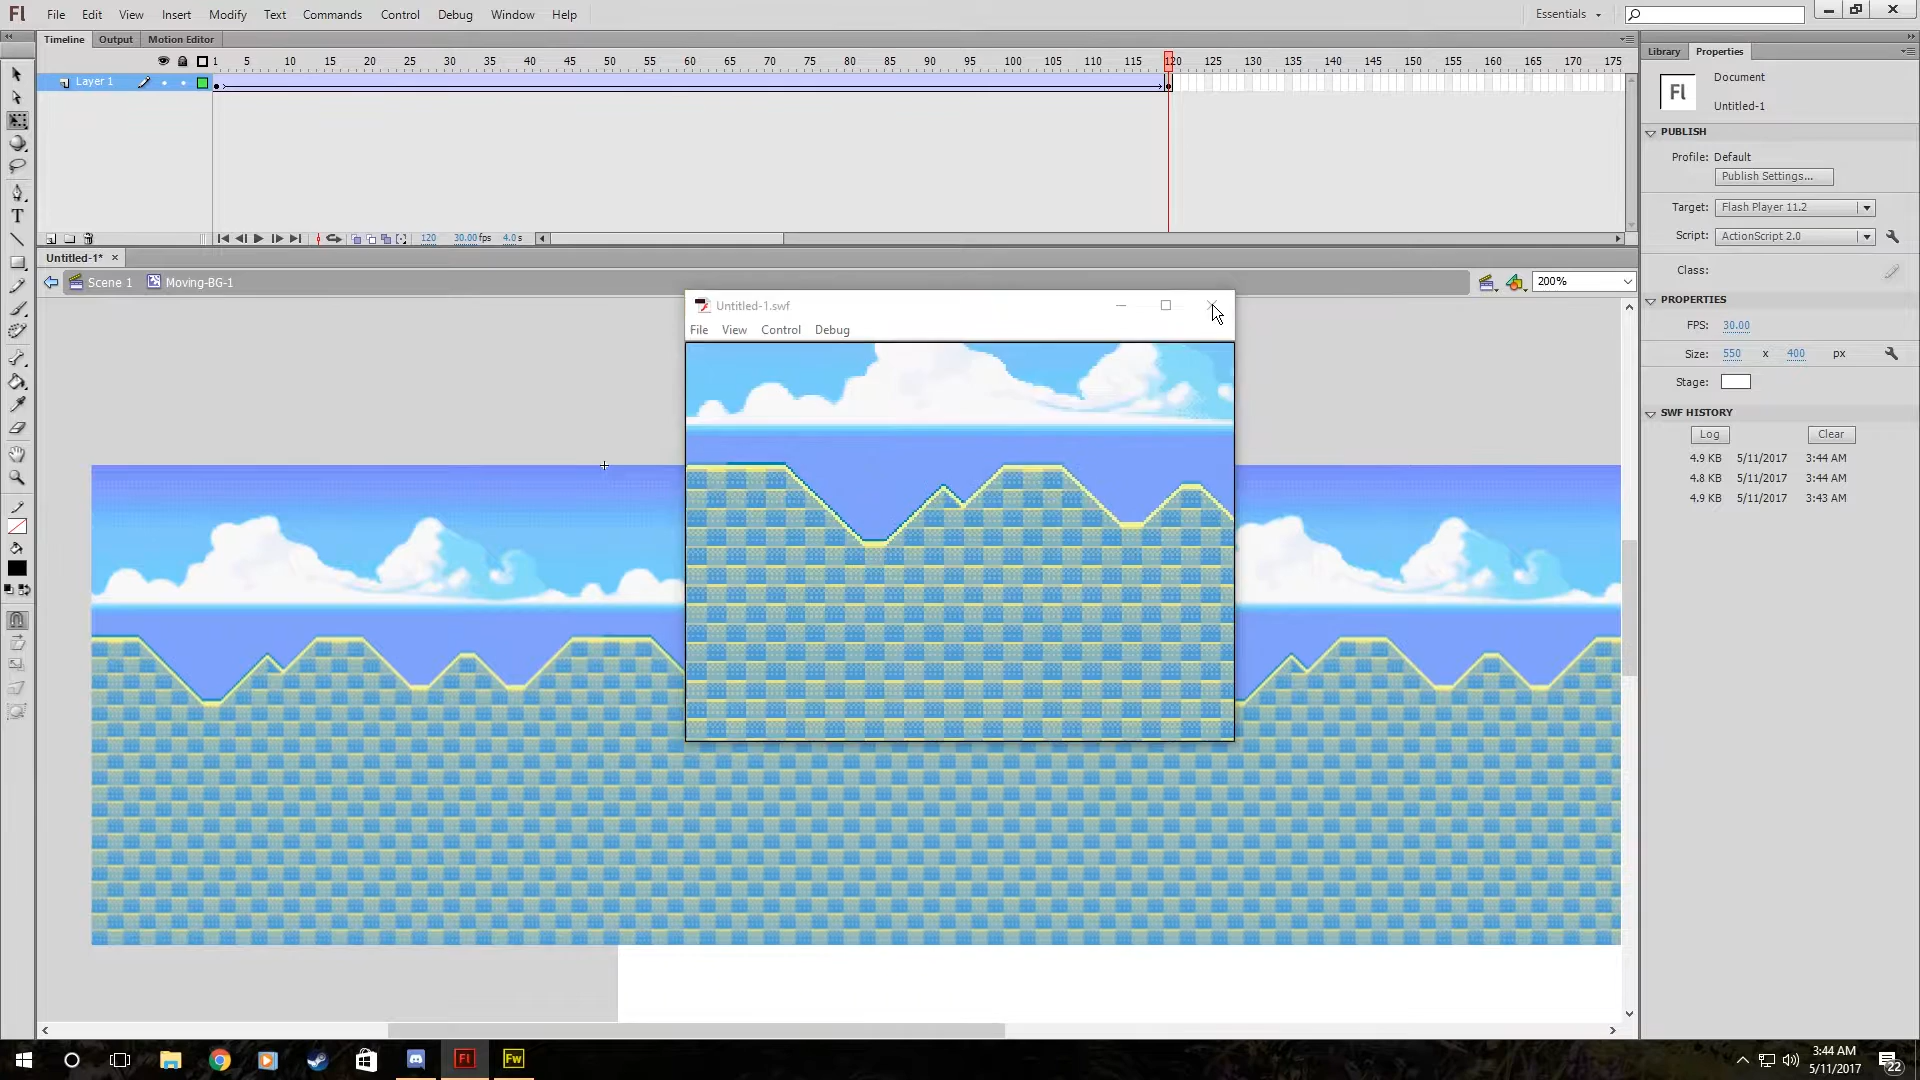 Fl File Edit View Insert Modify Text Commands Control Debug Window Help Essentials
Timeline Output Motion Editor
Library Properties
1 5 10 15 20 25 30 35 40 45 50 55 60 65 70 75 80 85 90 95 100 105 110 115 120 125 130 135 140 145 150 155 160 165 170 175
Layer 1
Fl
Document
Untitled-1
PUBLISH
Profile: Default
Publish Settings...
Target: Flash Player 11.2
Script: ActionScript 2.0
Class:
PROPERTIES
FPS: 30.00
Size: 550 x 400 px
Stage:
SWF HISTORY
Log Clear
4.9 KB 5/11/2017 3:44 AM
4.8 KB 5/11/2017 3:44 AM
4.9 KB 5/11/2017 3:43 AM
120 30.00 fps 4.0 s
Untitled-1*
Scene 1 Moving-BG-1 200%
Untitled-1.swf
File View Control Debug
T
Fl Fw
3:44 AM
5/11/2017
22